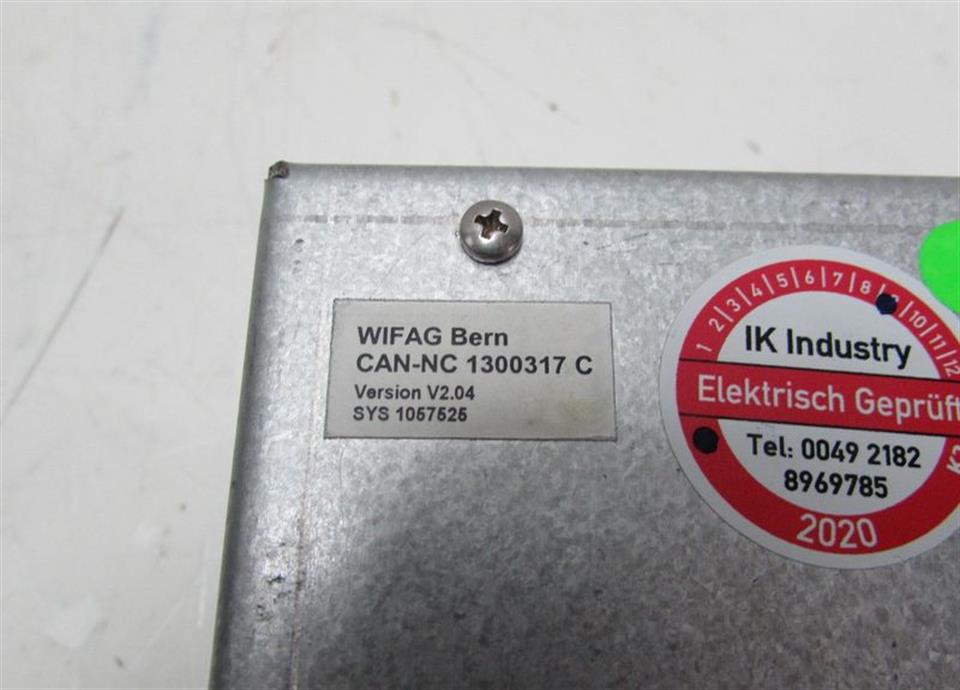 WIFAG Bern
CAN-NC 1300317 C
Version V2.04
SYS 1057525
1 2 3 4 5 6 7 8 10 11 12
IK Industry
Elektrisch Geprüft
Tel: 0049 2182
8969785
2020